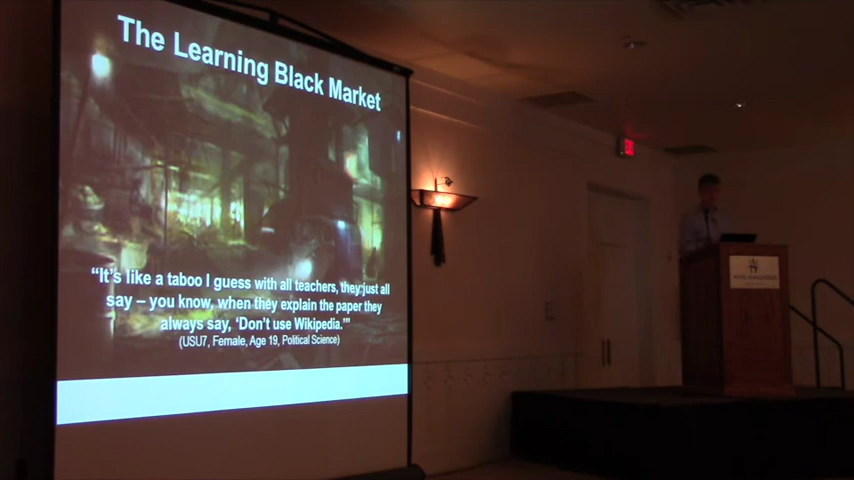 The Learning Black Market
“It's like a taboo I guess with all teachers, they just all
say – you know, when they explain the paper they
always say, ‘Don't use Wikipedia.’”
(USU7, Female, Age 19, Political Science)